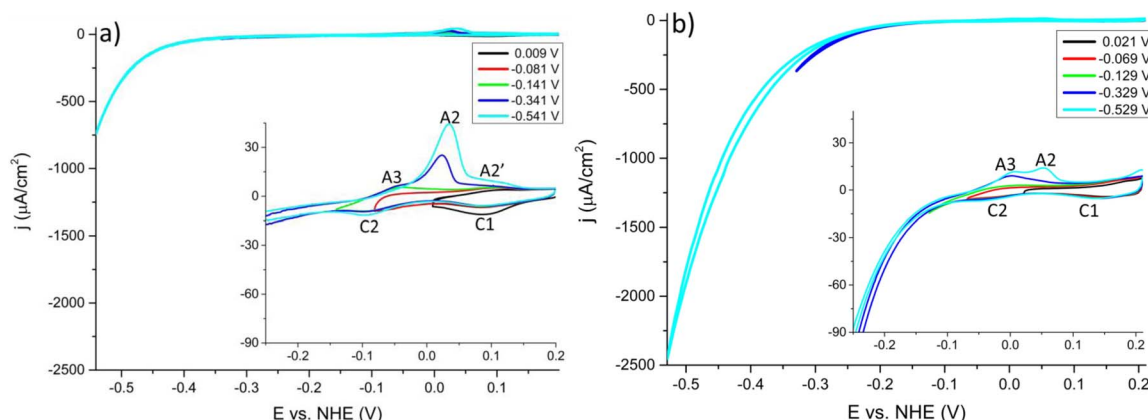 a)
0
-500
-1000
-1500
-2000
-2500
j (µA/cm²)
-0.5 -0.4 -0.3 -0.2 -0.1 0.0 0.1
E vs. NHE (V)
0.009 V
-0.081 V
-0.141 V
-0.341 V
-0.541 V
30
0
-30
-60
-90
-0.2 -0.1 0.0 0.1 0.2
A2
A3
A2'
C2
C1
b)
0
-500
-1000
-1500
-2000
-2500
j (µA/cm²)
-0.5 -0.4 -0.3 -0.2 -0.1 0.0 0.1 0.2
E vs. NHE (V)
0.021 V
-0.069 V
-0.129 V
-0.329 V
-0.529 V
30
0
-30
-60
-90
-0.2 -0.1 0.0 0.1 0.2
A3 A2
C2 C1